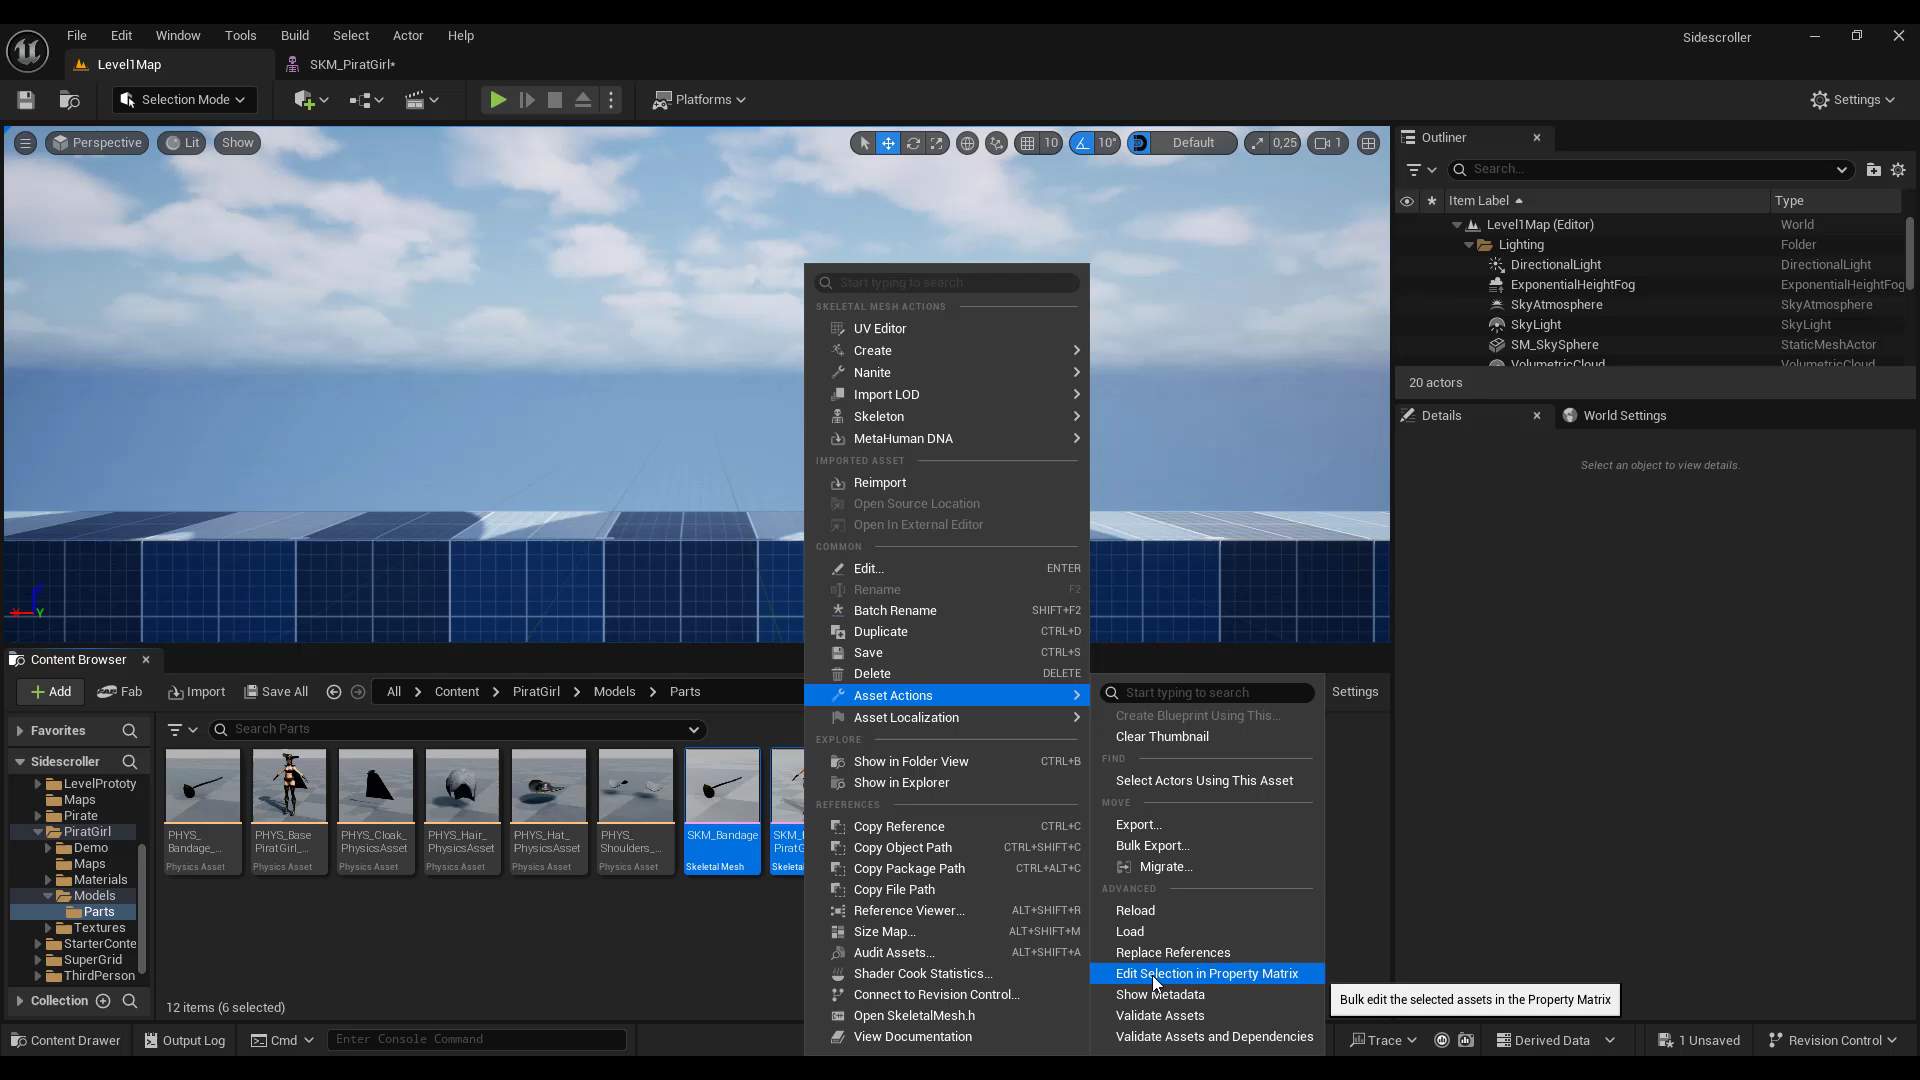 File Edit Window Tools Build Select Actor Help
Sidescroller
Level1Map
SKM_PiratGirl*
Selection Mode
Platforms
Settings
Perspective
Lit
Show
10
10°
Default
0,25
1
Outliner
Search...
Item Label
Type
Level1Map (Editor)
World
Lighting
Folder
DirectionalLight
DirectionalLight
ExponentialHeightFog
ExponentialHeightFog
SkyAtmosphere
SkyAtmosphere
SkyLight
SkyLight
SM_SkySphere
StaticMeshActor
VolumetricCloud
VolumetricCloud
20 actors
Details
World Settings
Select an object to view details.
Start typing to search
SKELETAL MESH ACTIONS
UV Editor
Create
Nanite
Import LOD
Skeleton
MetaHuman DNA
IMPORTED ASSET
Reimport
Open Source Location
Open In External Editor
COMMON
Edit... ENTER
Rename F2
Batch Rename SHIFT+F2
Duplicate CTRL+D
Save CTRL+S
Delete DELETE
Asset Actions
Asset Localization
EXPLORE
Show in Folder View CTRL+B
Show in Explorer
REFERENCES
Copy Reference CTRL+C
Copy Object Path CTRL+SHIFT+C
Copy Package Path CTRL+ALT+C
Copy File Path
Reference Viewer... ALT+SHIFT+R
Size Map... ALT+SHIFT+M
Audit Assets... ALT+SHIFT+A
Shader Cook Statistics...
Connect to Revision Control...
Open SkeletalMesh.h
View Documentation
Start typing to search
Create Blueprint Using This...
Clear Thumbnail
FIND
Select Actors Using This Asset
MOVE
Export...
Bulk Export...
Migrate...
ADVANCED
Reload
Load
Replace References
Edit Selection in Property Matrix
Show Metadata
Validate Assets
Validate Assets and Dependencies
Bulk edit the selected assets in the Property Matrix
Content Browser
Add
Fab
Import
Save All
All
Content
PiratGirl
Models
Parts
Settings
Favorites
Search Parts
Sidescroller
LevelPrototy
Maps
Pirate
PiratGirl
Demo
Maps
Materials
Models
Parts
Textures
StarterConte
SuperGrid
ThirdPerson
Collection
PHYS_
Bandage_...
Physics Asset
PHYS_Base
PiratGirl_...
Physics Asset
PHYS_Cloak_
PhysicsAsset
Physics Asset
PHYS_Hair_
PhysicsAsset
Physics Asset
PHYS_Hat_
PhysicsAsset
Physics Asset
PHYS_
Shoulders_...
Physics Asset
SKM_Bandage
Skeletal Mesh
12 items (6 selected)
Content Drawer
Output Log
Cmd
Enter Console Command
Trace
Derived Data
1 Unsaved
Revision Control